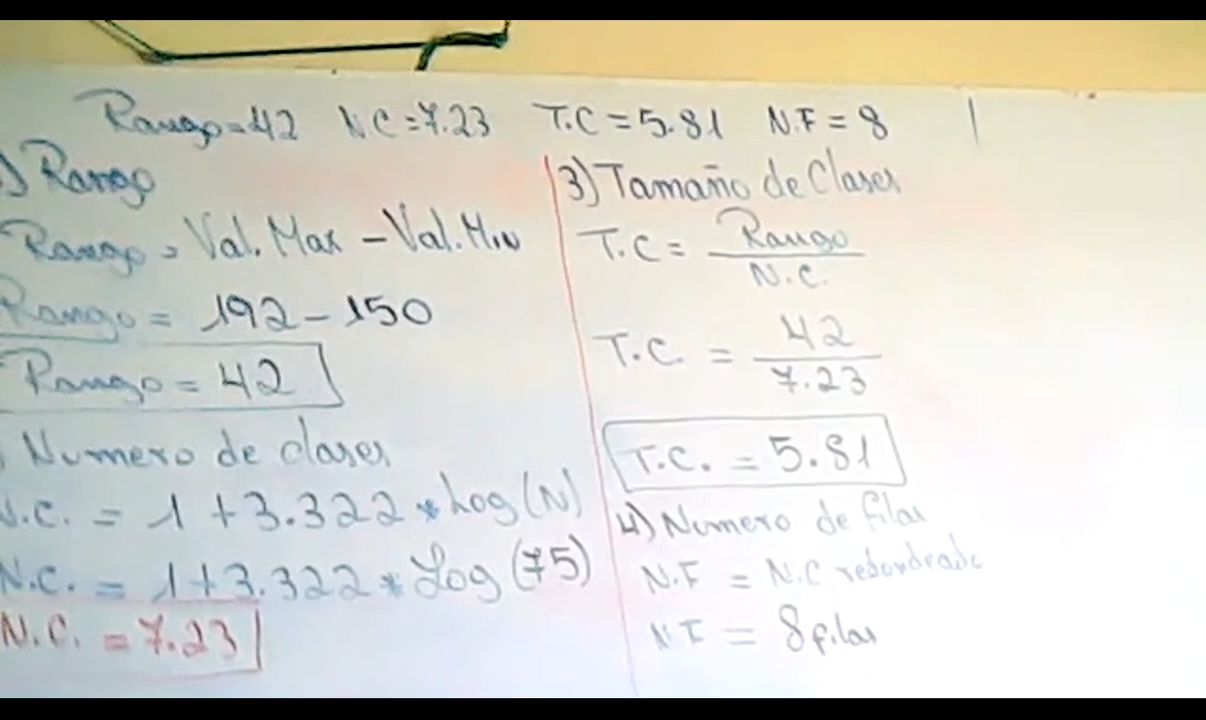 Rango = 42 N.C = 7.23 T.C = 5.81 N.F = 8
) Rango
Rango = Val. Max - Val. Min
Rango = 192 - 150
Rango = 42
Numero de clases
N.C. = 1 + 3.322 * Log (N)
N.C. = 1 + 3.322 * Log (75)
N.C. = 7.23
3) Tamaño de Clases
T.C = Rango
N.C.
T.C. = 42
7.23
T.C. = 5.81
4) Numero de filas
N.F = N.C redondeado
N F = 8 filas